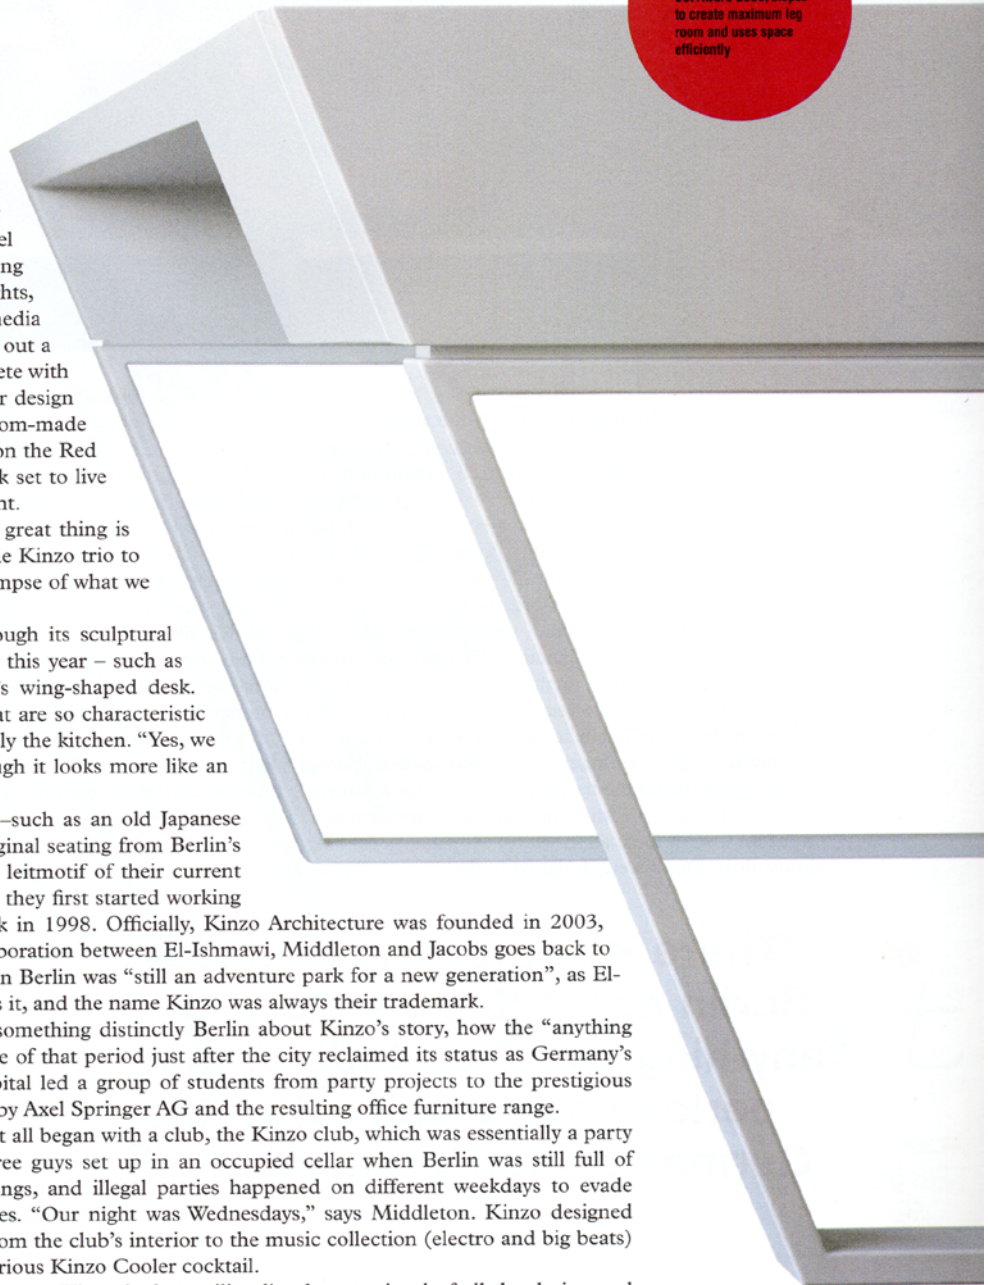 to create maximum leg
room and uses space
efficiently
el
ng
hts,
edia
out a
ete with
r design
om-made
on the Red
k set to live
nt.
great thing is
e Kinzo trio to
mpse of what we
ough its sculptural
this year – such as
's wing-shaped desk.
at are so characteristic
ly the kitchen. “Yes, we
ugh it looks more like an
–such as an old Japanese
ginal seating from Berlin’s
leitmotif of their current
they first started working
k in 1998. Officially, Kinzo Architecture was founded in 2003,
boration between El-Ishmawi, Middleton and Jacobs goes back to
n Berlin was “still an adventure park for a new generation”, as El-
s it, and the name Kinzo was always their trademark.
something distinctly Berlin about Kinzo’s story, how the “anything
e of that period just after the city reclaimed its status as Germany’s
pital led a group of students from party projects to the prestigious
by Axel Springer AG and the resulting office furniture range.
t all began with a club, the Kinzo club, which was essentially a party
ree guys set up in an occupied cellar when Berlin was still full of
ngs, and illegal parties happened on different weekdays to evade
es. “Our night was Wednesdays,” says Middleton. Kinzo designed
om the club’s interior to the music collection (electro and big beats)
rious Kinzo Cooler cocktail.